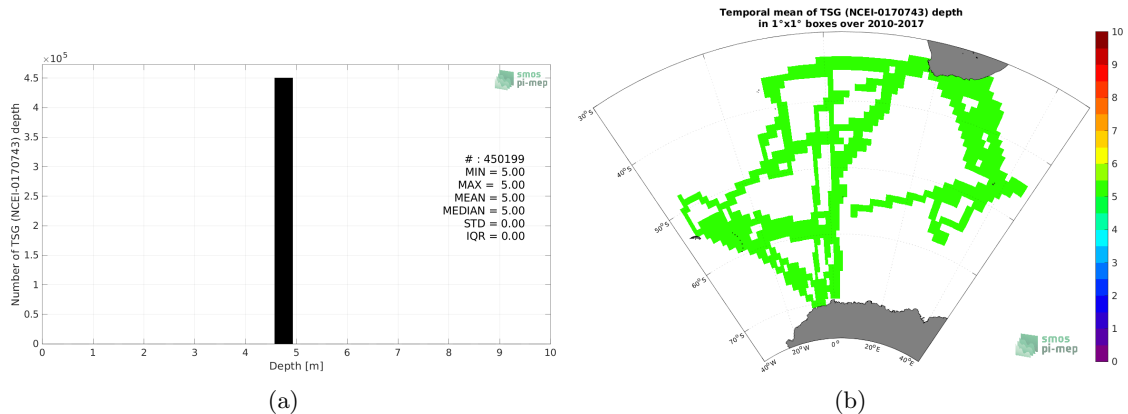 ×10⁵
4.5
4
3.5
3
2.5
2
1.5
1
0.5
0
Number of TSG (NCEI-0170743) depth
smos
pi-mep
# : 450199
MIN = 5.00
MAX = 5.00
MEAN = 5.00
MEDIAN = 5.00
STD = 0.00
IQR = 0.00
0 1 2 3 4 5 6 7 8 9 10
Depth [m]
(a)
Temporal mean of TSG (NCEI-0170743) depth
in 1°x1° boxes over 2010-2017
30°S
40°S
50°S
60°S
70°S
40°W
20°W
0°
20°E
40°E
10
9
8
7
6
5
4
3
2
1
0
smos
pi-mep
(b)